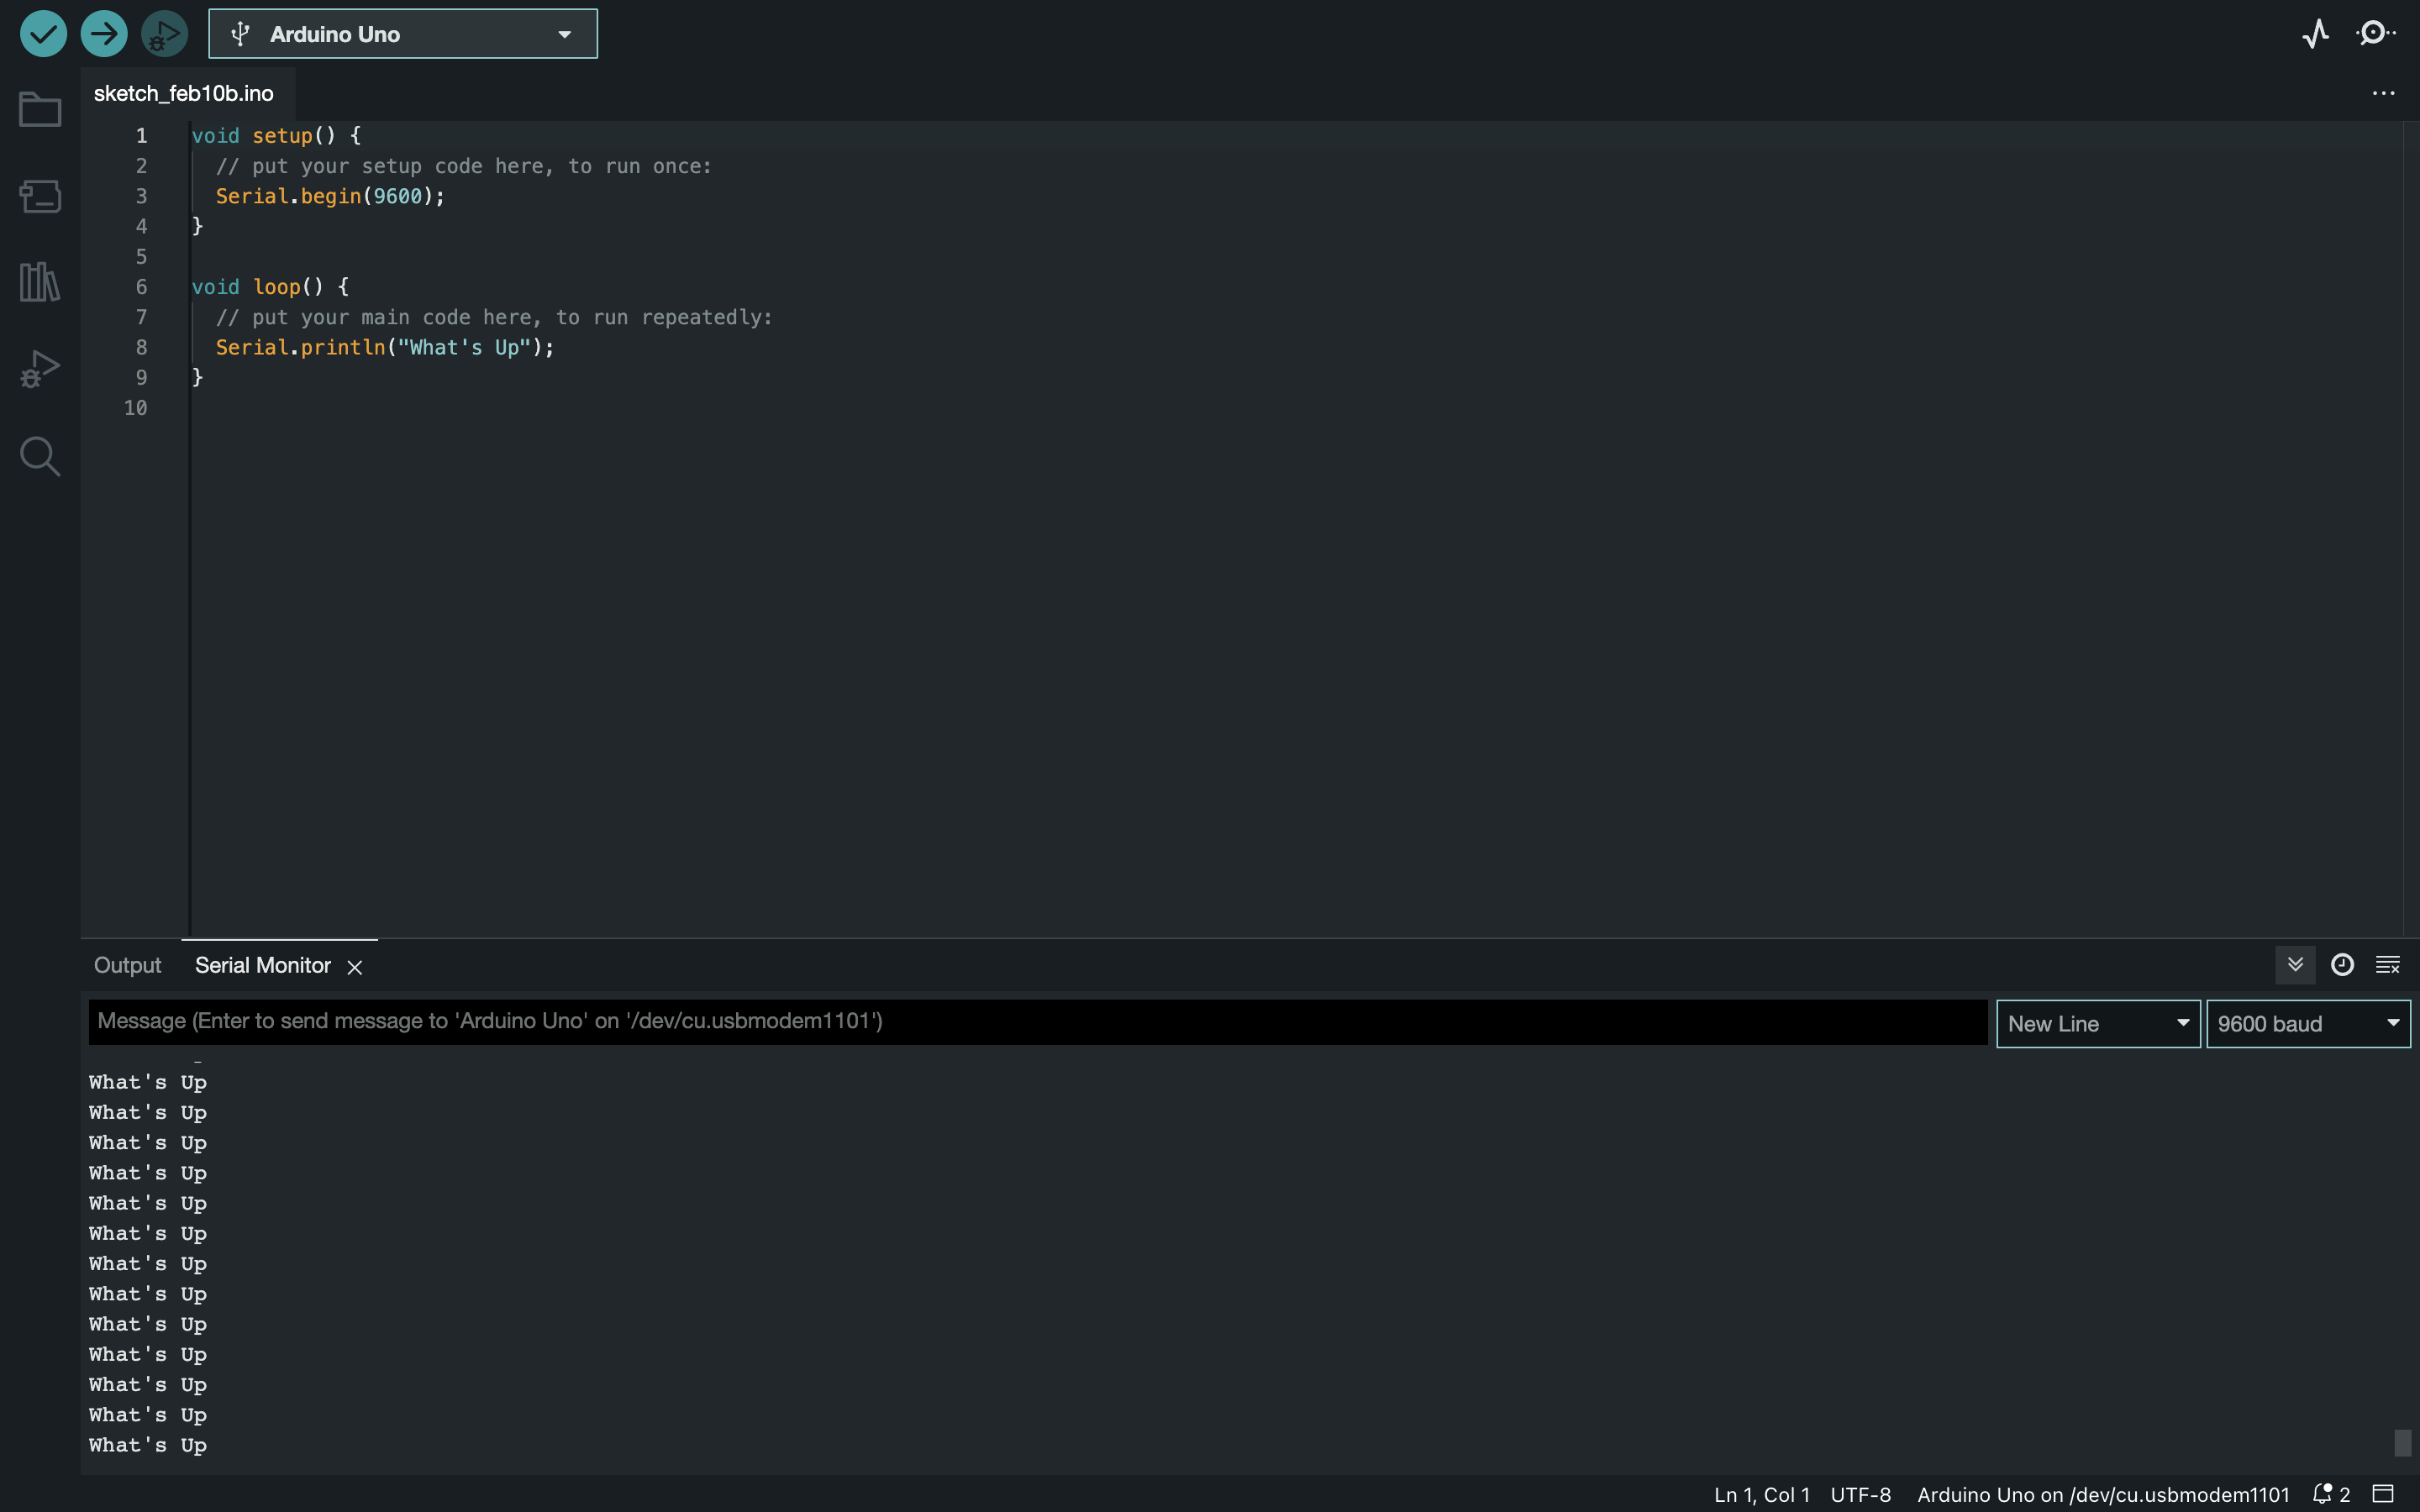 Arduino Uno
sketch_feb10b.ino
1 void setup() {
2 // put your setup code here, to run once:
3 Serial.begin(9600);
4 }
5
6 void loop() {
7 // put your main code here, to run repeatedly:
8 Serial.println("What's Up");
9 }
10
Output Serial Monitor
Message (Enter to send message to 'Arduino Uno' on '/dev/cu.usbmodem1101') New Line 9600 baud
What's Up
What's Up
What's Up
What's Up
What's Up
What's Up
What's Up
What's Up
What's Up
What's Up
What's Up
What's Up
What's Up
Ln 1, Col 1 UTF-8 Arduino Uno on /dev/cu.usbmodem1101 2